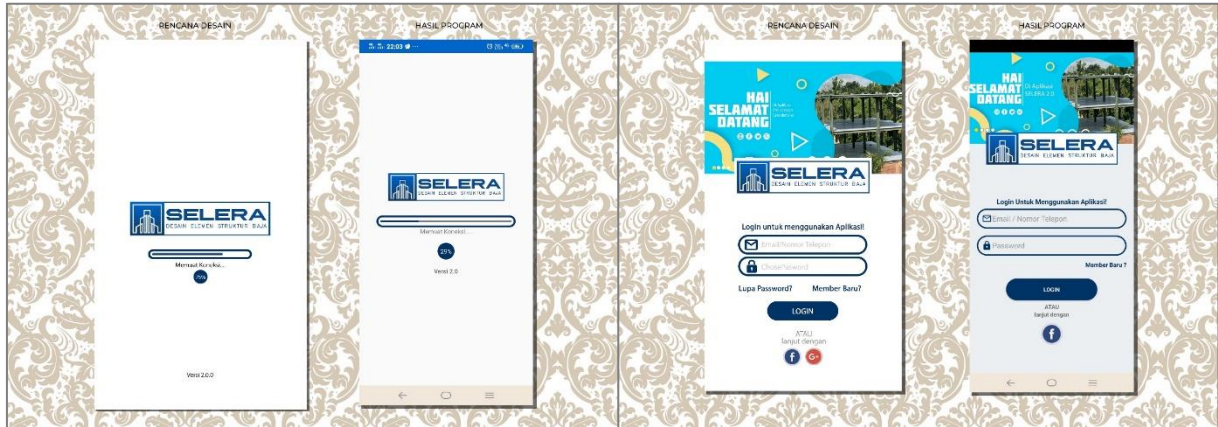 RENCANA DESAIN
SELERA
DESAIN ELEMEN STRUKTUR BAJA
Memuat Koneksi...
Versi 2.0.0
HASIL PROGRAM
22:03
SELERA
DESAIN ELEMEN STRUKTUR BAJA
Memuat Koneksi...
29%
Versi 2.0
RENCANA DESAIN
HAI
SELAMAT
DATANG
SELERA
DESAIN ELEMEN STRUKTUR BAJA
Login untuk menggunakan Aplikasi!
Email/Nomor Telepon
Lupa Password? Member Baru?
LOGIN
ATAU
lanjut dengan
f G+
HASIL PROGRAM
HAI
SELAMAT
DATANG
Di Aplikasi
SELERA 2.0
SELERA
DESAIN ELEMEN STRUKTUR BAJA
Login Untuk Menggunakan Aplikasi!
Email / Nomor Telepon
Password
Member Baru ?
LOGIN
ATAU
lanjut dengan
f